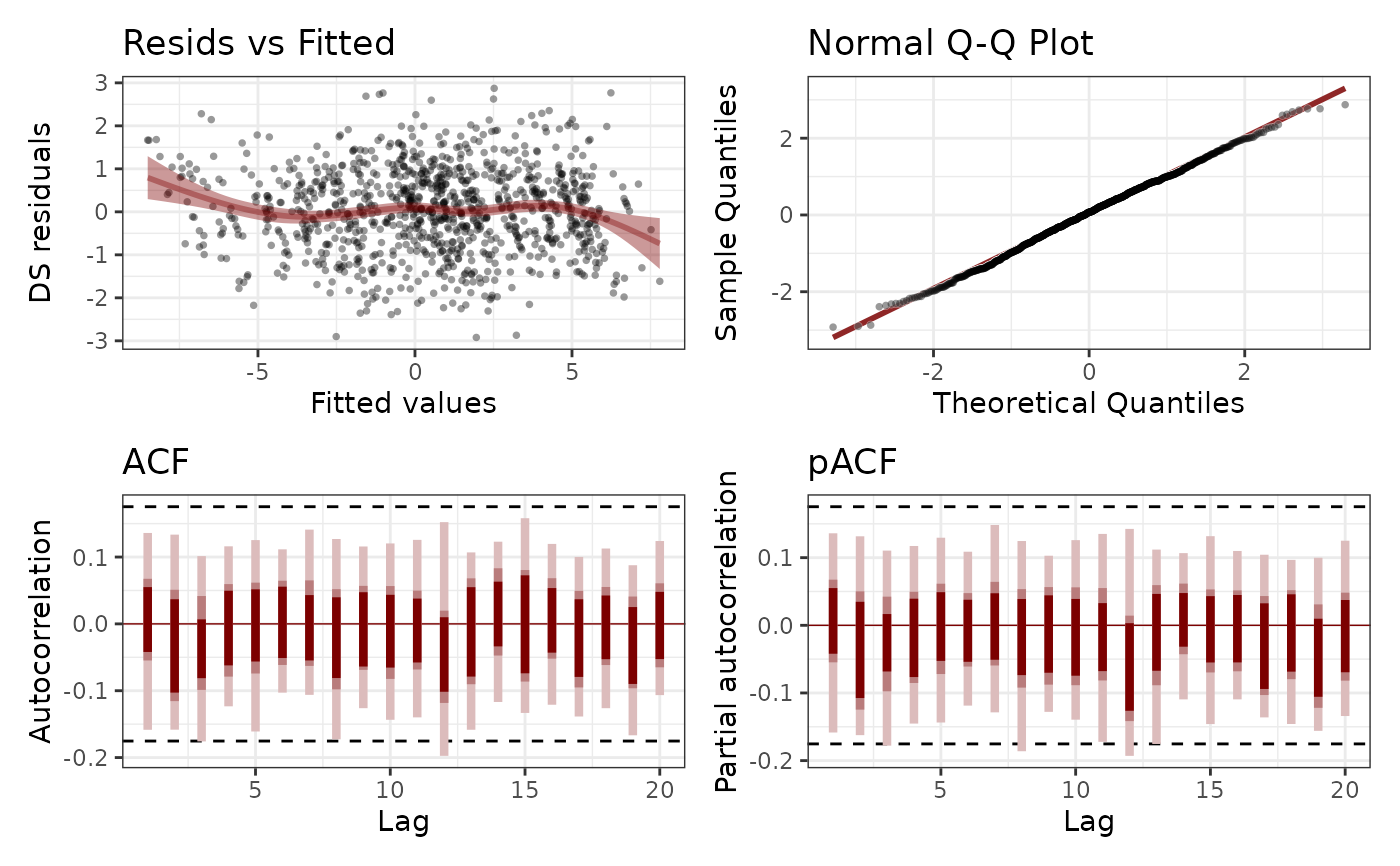 Resids vs Fitted
DS residuals
3
2
1
0
-1
-2
-3
-5
0
5
Fitted values
Normal Q-Q Plot
Sample Quantiles
2
0
-2
-2
0
2
Theoretical Quantiles
ACF
Autocorrelation
0.1
0.0
-0.1
-0.2
5
10
15
20
Lag
pACF
Partial autocorrelation
0.1
0.0
-0.1
-0.2
5
10
15
20
Lag